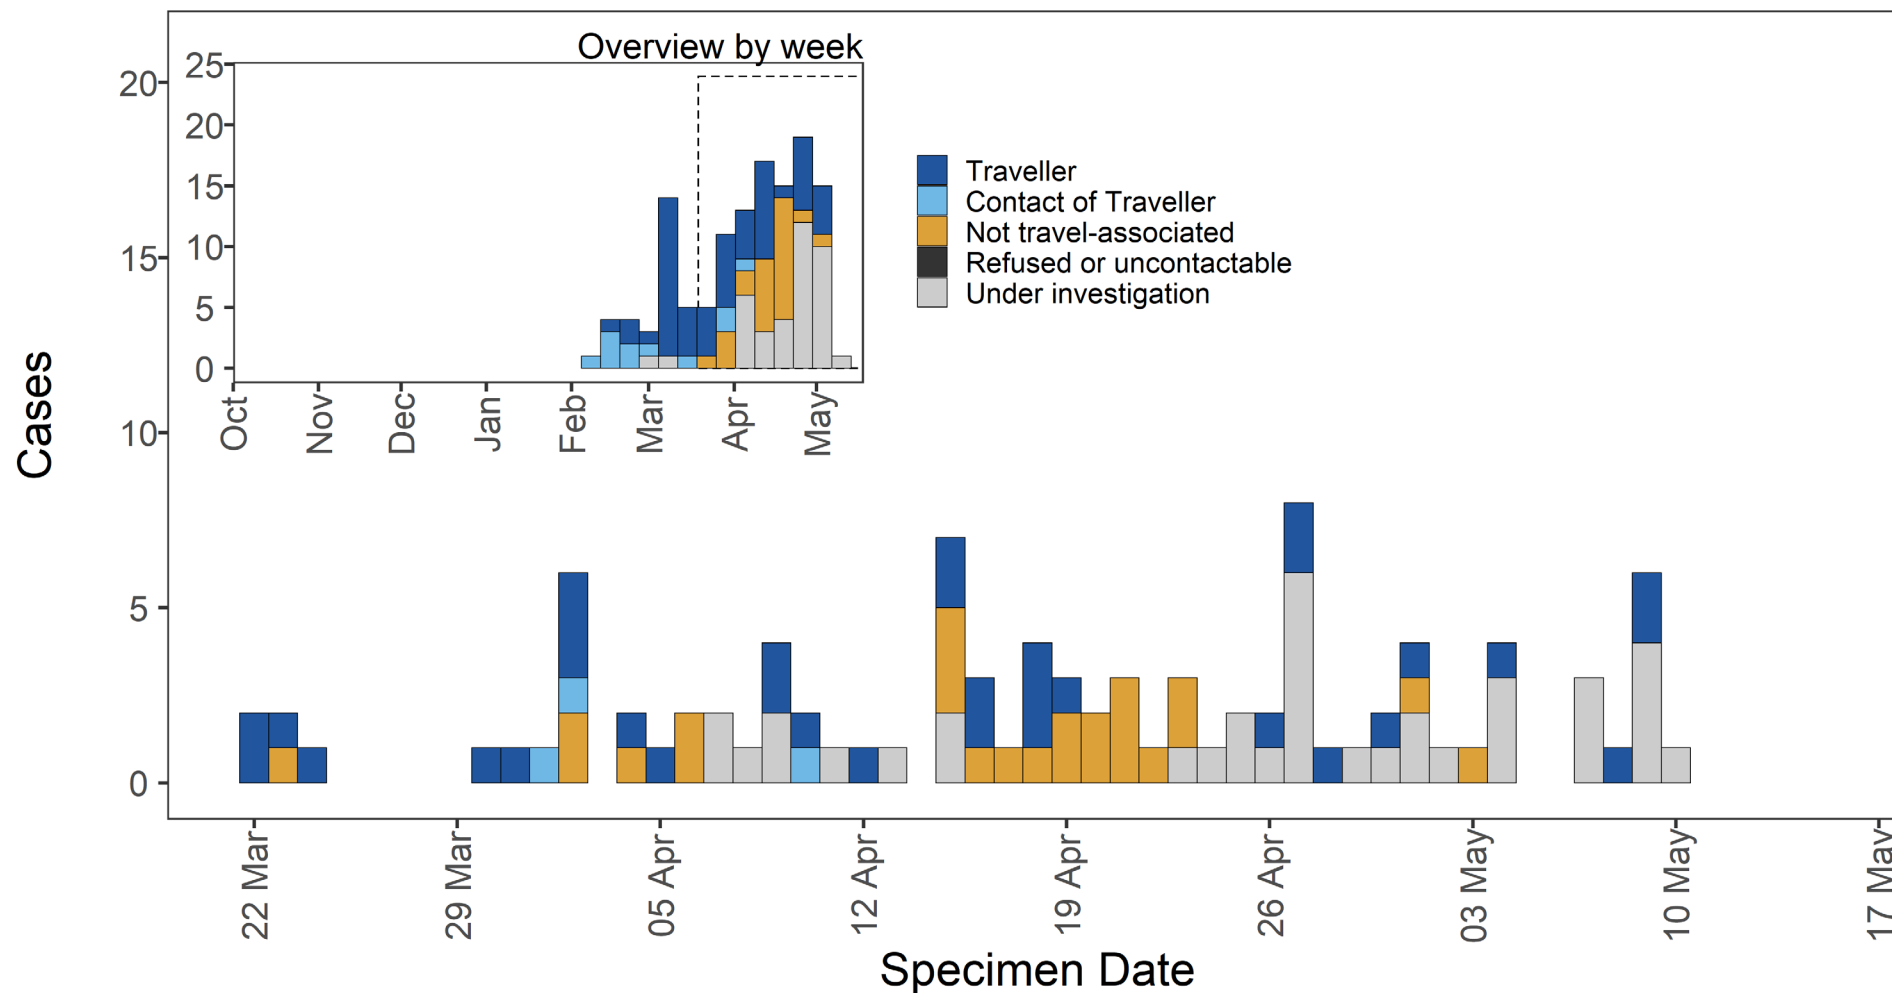 Overview by week
25
20
15
10
5
0
Oct
Nov
Dec
Jan
Feb
Mar
Apr
May
Traveller
Contact of Traveller
Not travel-associated
Refused or uncontactable
Under investigation
Cases
20
15
10
5
0
22 Mar
29 Mar
05 Apr
12 Apr
19 Apr
26 Apr
03 May
10 May
17 May
Specimen Date